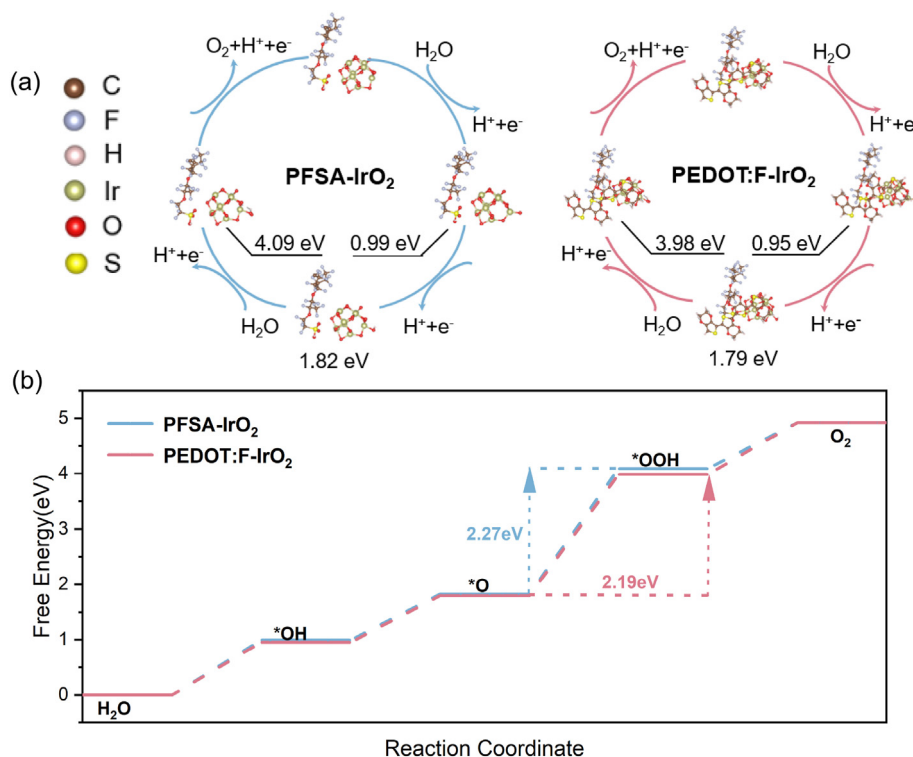 (a)
C
F
H
Ir
O
S
O₂+H⁺+e⁻
H₂O
H⁺+e⁻
PFSA-IrO₂
4.09 eV
0.99 eV
H⁺+e⁻
H₂O
H⁺+e⁻
1.82 eV
O₂+H⁺+e⁻
H₂O
H⁺+e
PEDOT:F-IrO₂
3.98 eV
0.95 eV
H⁺+e⁻
H₂O
H⁺+e⁻
1.79 eV
(b)
PFSA-IrO₂
PEDOT:F-IrO₂
Free Energy(eV)
5
4
3
2
1
0
H₂O
*OH
*O
*OOH
O₂
2.27eV
2.19eV
Reaction Coordinate